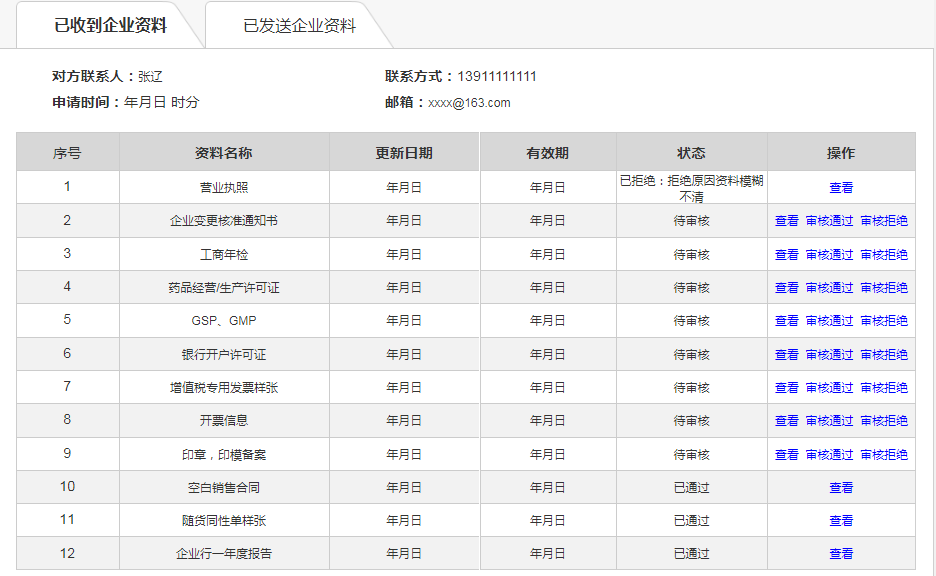 已收到企业资料 已发送企业资料
对方联系人：张辽 联系方式：13911111111
申请时间：年月日 时分 邮箱：xxxx@163.com
序号 资料名称 更新日期 有效期 状态 操作
1 营业执照 年月日 年月日 已拒绝：拒绝原因资料模糊不清 查看
2 企业变更核准通知书 年月日 年月日 待审核 查看 审核通过 审核拒绝
3 工商年检 年月日 年月日 待审核 查看 审核通过 审核拒绝
4 药品经营/生产许可证 年月日 年月日 待审核 查看 审核通过 审核拒绝
5 GSP、GMP 年月日 年月日 待审核 查看 审核通过 审核拒绝
6 银行开户许可证 年月日 年月日 待审核 查看 审核通过 审核拒绝
7 增值税专用发票样张 年月日 年月日 待审核 查看 审核通过 审核拒绝
8 开票信息 年月日 年月日 待审核 查看 审核通过 审核拒绝
9 印章，印模备案 年月日 年月日 待审核 查看 审核通过 审核拒绝
10 空白销售合同 年月日 年月日 已通过 查看
11 随货同性单样张 年月日 年月日 已通过 查看
12 企业行一年度报告 年月日 年月日 已通过 查看